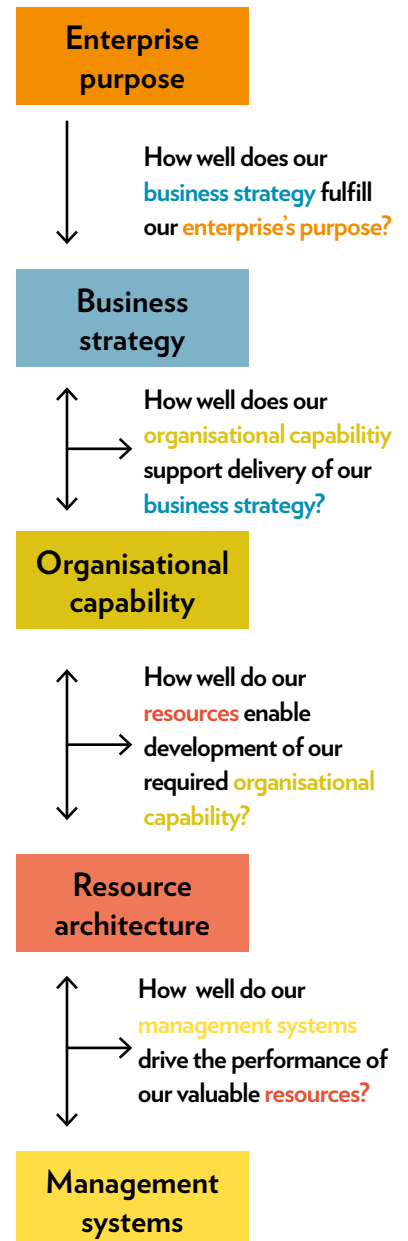 Enterprise
purpose
How well does our
business strategy fulfill
our enterprise's purpose?
Business
strategy
How well does our
organisational capabilitiy
support delivery of our
business strategy?
Organisational
capability
How well do our
resources enable
development of our
required organisational
capability?
Resource
architecture
How well do our
management systems
drive the performance of
our valuable resources?
Management
systems